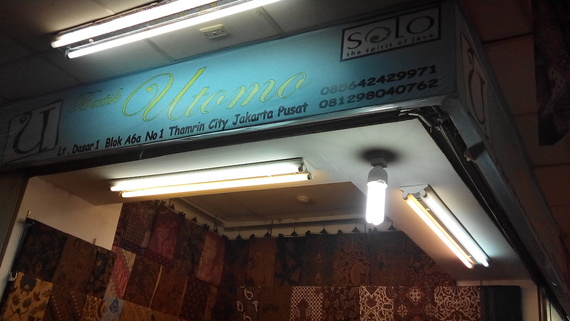 Batik Utomo
Lt. Dasar 1 Blok A6a No 1 Thamrin City Jakarta Pusat
085642429971
081298040762
SOLO
the spirit of java
U
U